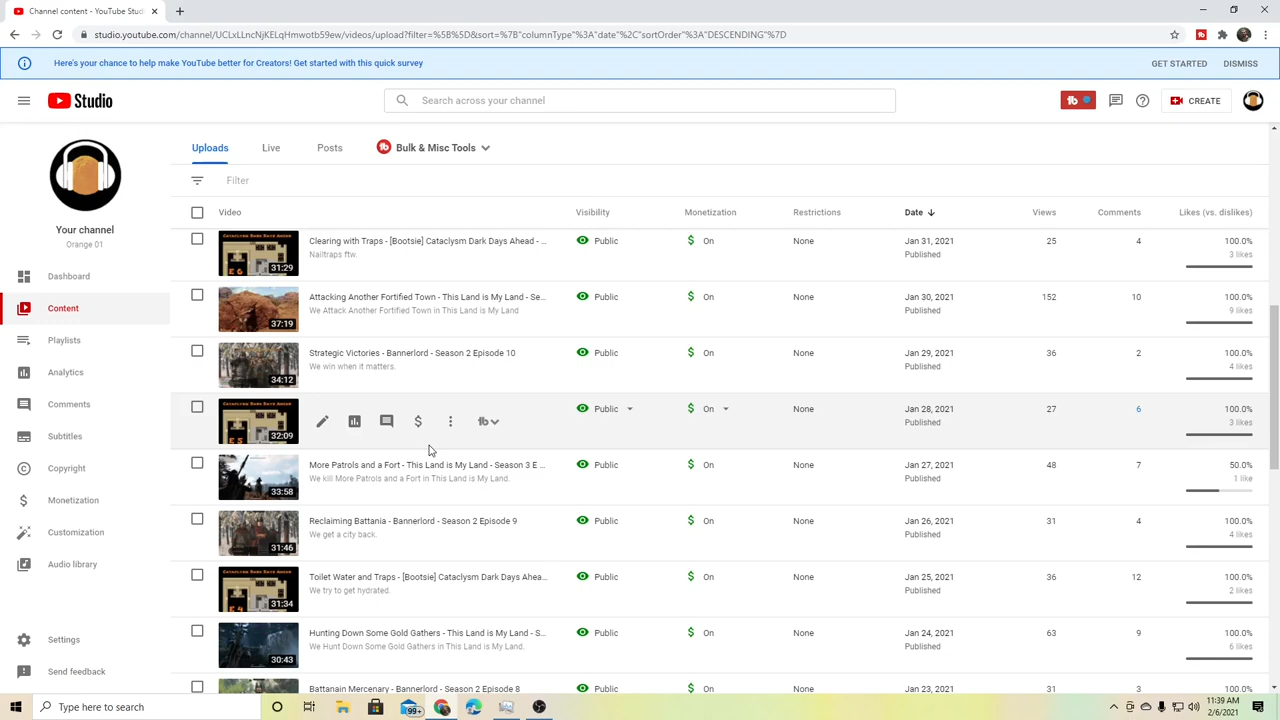 Channel content - YouTube Studi
studio.youtube.com/channel/UCLxLLncNjKELqHmwotbS9ew/videos/upload?filter=%5B%5D&sort=%7B"columnType"%3A"date"%2C"sortOrder"%3A"DESCENDING"%7D
Here's your chance to help make YouTube better for Creators! Get started with this quick survey
GET STARTED
DISMISS
Studio
Search across your channel
CREATE
Your channel
Orange 01
Dashboard
Content
Playlists
Analytics
Comments
Subtitles
Copyright
Monetization
Customization
Audio library
Settings
Send feedback
Uploads Live Posts Bulk & Misc Tools
Filter
Video Visibility Monetization Restrictions Date Views Comments Likes (vs. dislikes)
Clearing with Traps - [Bootsie] Cataclysm Dark Days Ahead - ... Public On None Jan 31, 2021 23 4 100.0%
Nailtraps ftw. Published 3 likes
31:29
Attacking Another Fortified Town - This Land is My Land - Se... Public On None Jan 30, 2021 152 10 100.0%
We Attack Another Fortified Town in This Land is My Land Published 9 likes
37:19
Strategic Victories - Bannerlord - Season 2 Episode 10 Public On None Jan 29, 2021 36 2 100.0%
We win when it matters. Published 4 likes
34:12
Public None Jan 28, 2021 27 6 100.0%
Published 3 likes
32:09
More Patrols and a Fort - This Land is My Land - Season 3 E ... Public On None Jan 27, 2021 48 7 50.0%
We kill More Patrols and a Fort in This Land is My Land. Published 1 like
33:58
Reclaiming Battania - Bannerlord - Season 2 Episode 9 Public On None Jan 26, 2021 31 4 100.0%
We get a city back. Published 4 likes
31:46
Toilet Water and Traps -[Bootsie] Cataclysm Dark Days Ahea... Public On None Jan 25, 2021 23 4 100.0%
We try to get hydrated. Published 2 likes
31:34
Hunting Down Some Gold Gathers - This Land is My Land - S... Public On None Jan 24, 2021 63 100.0%
We Hunt Down Some Gold Gathers in This Land is My Land. Published 6 likes
30:43
Battanain Mercenary - Bannerlord - Season 2 Episode 8 Public On None Jan 23, 2021 31 100.0%
Type here to search
99+
11:39 AM
2/6/2021